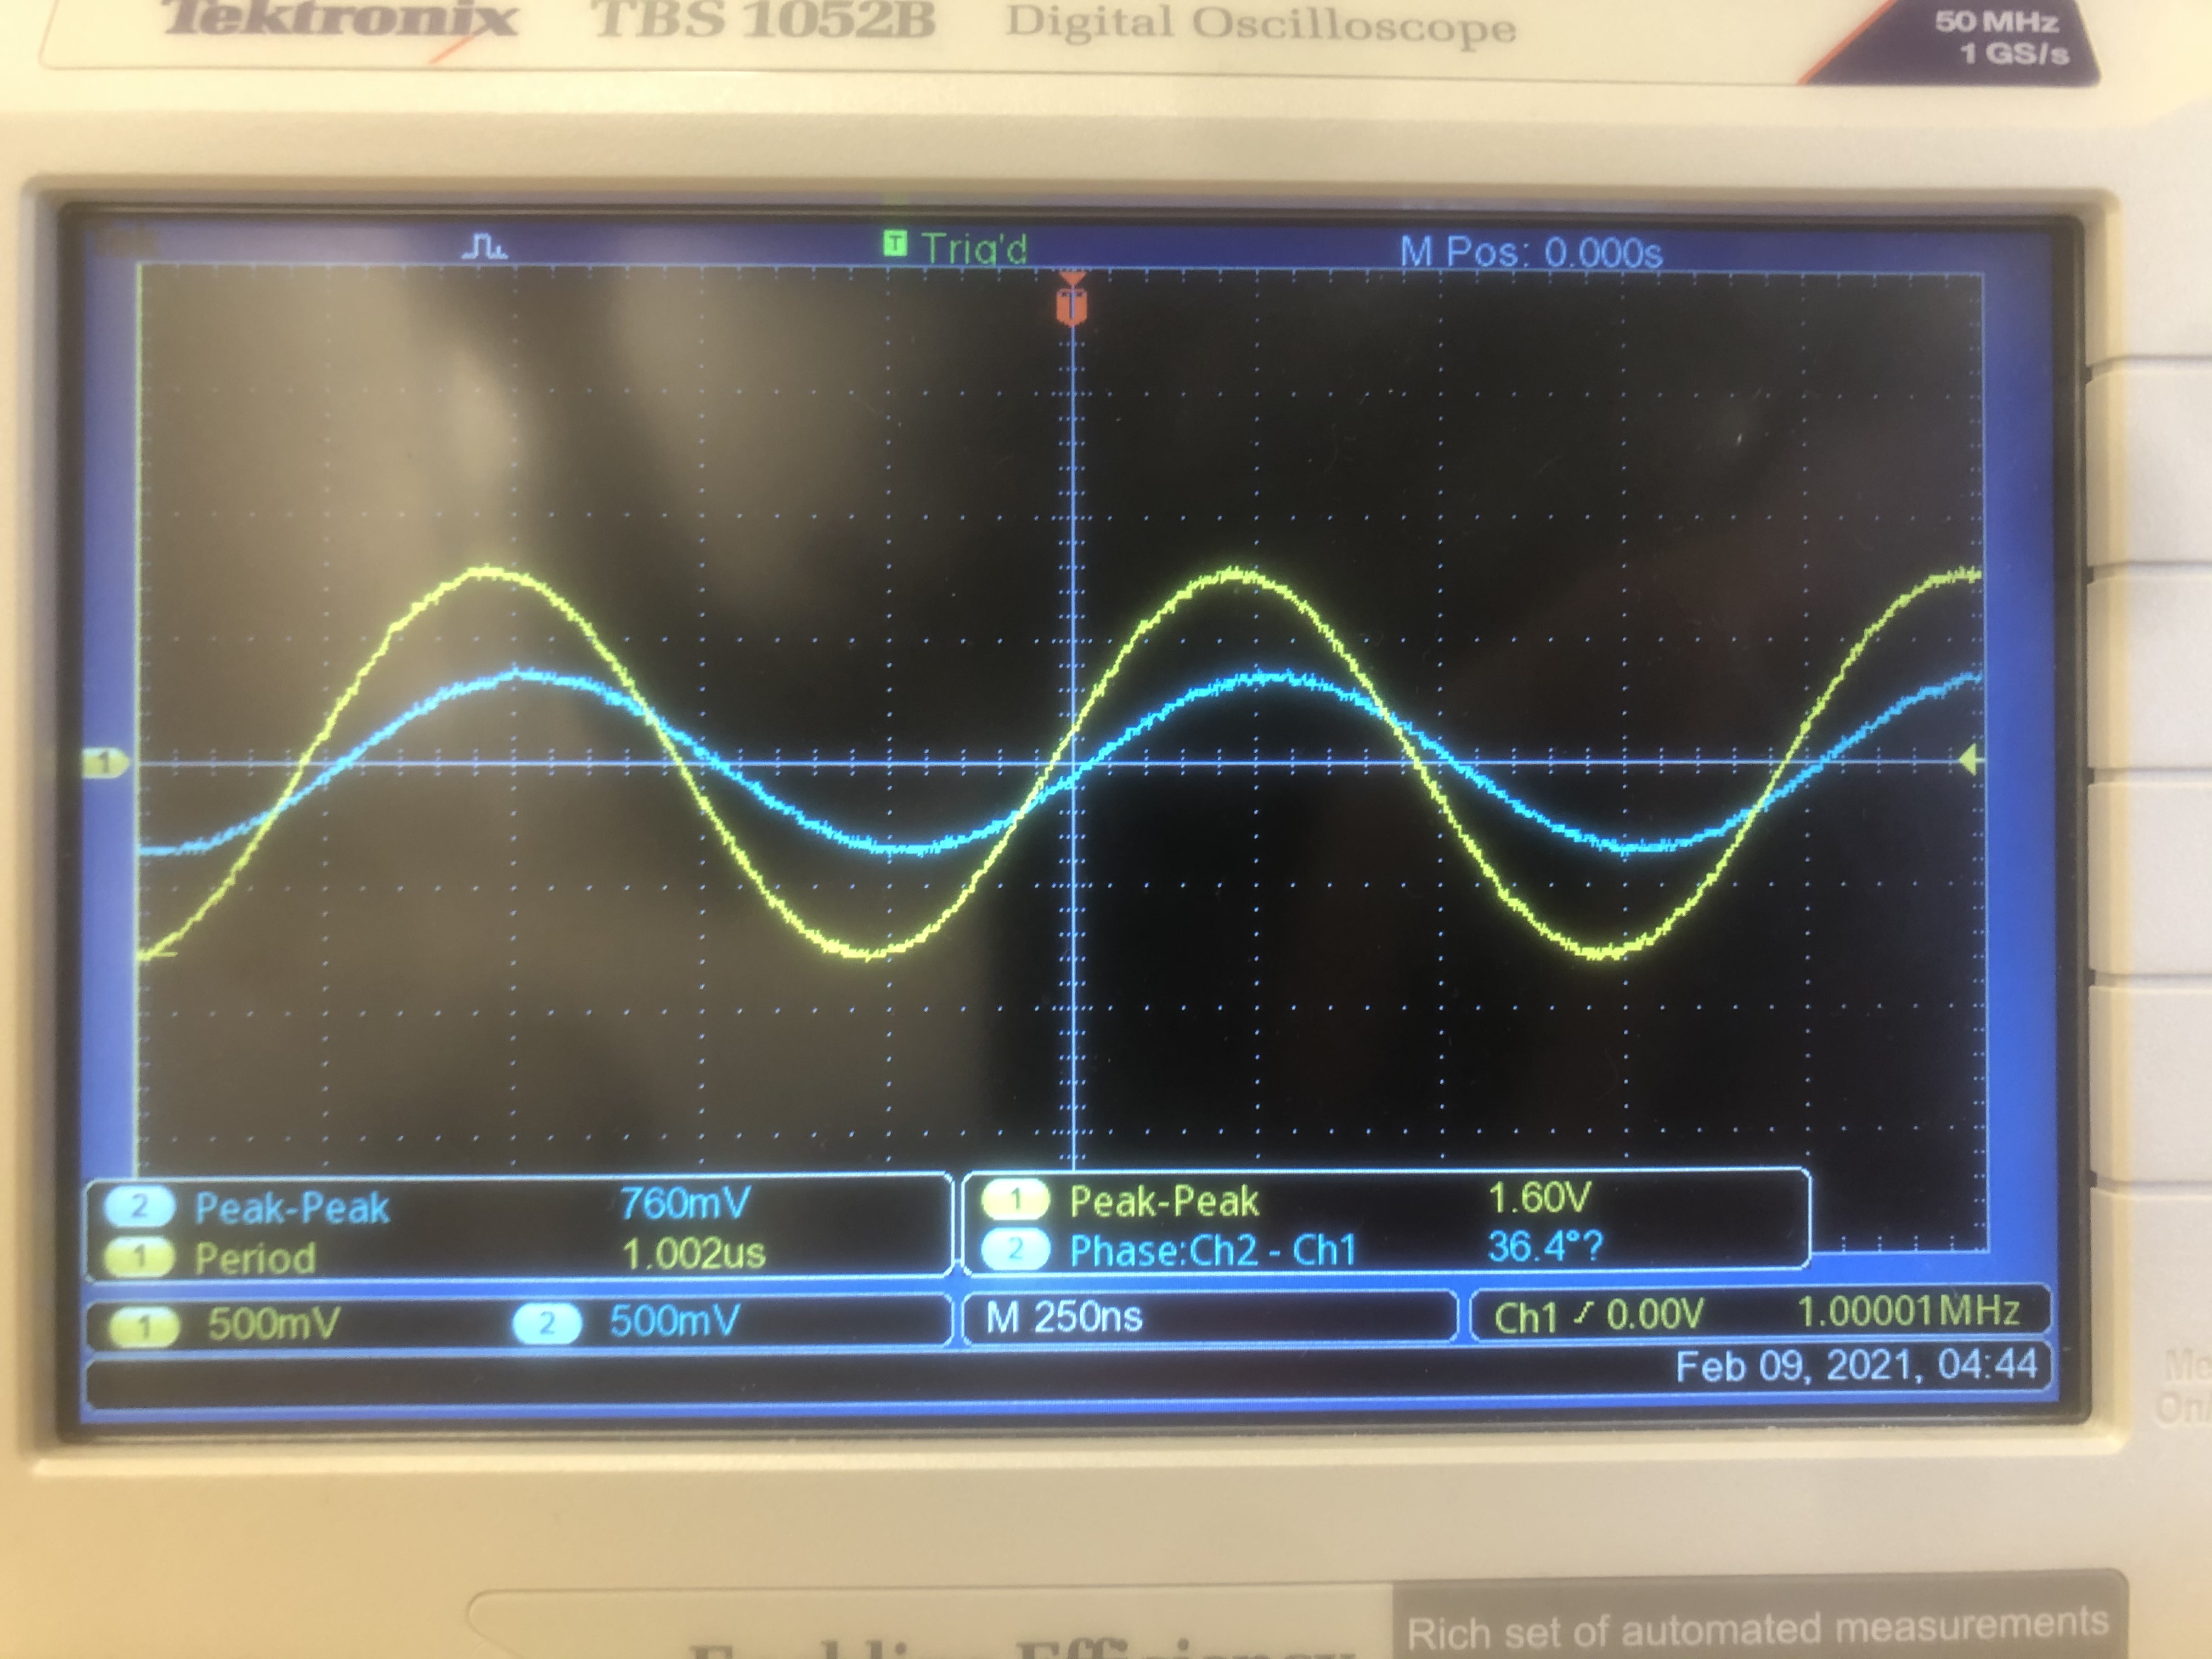 Tektronix TBS 1052B Digital Oscilloscope
50 MHz
1 GS/s
T Trig'd M Pos: 0.000s
T
1
2 Peak-Peak 760mV
1 Period 1.002us
1 Peak-Peak 1.60V
2 Phase:Ch2 - Ch1 36.4°?
1 500mV 2 500mV M 250ns Ch1 0.00V 1.00001MHz
Feb 09, 2021, 04:44
Rich set of automated measurements